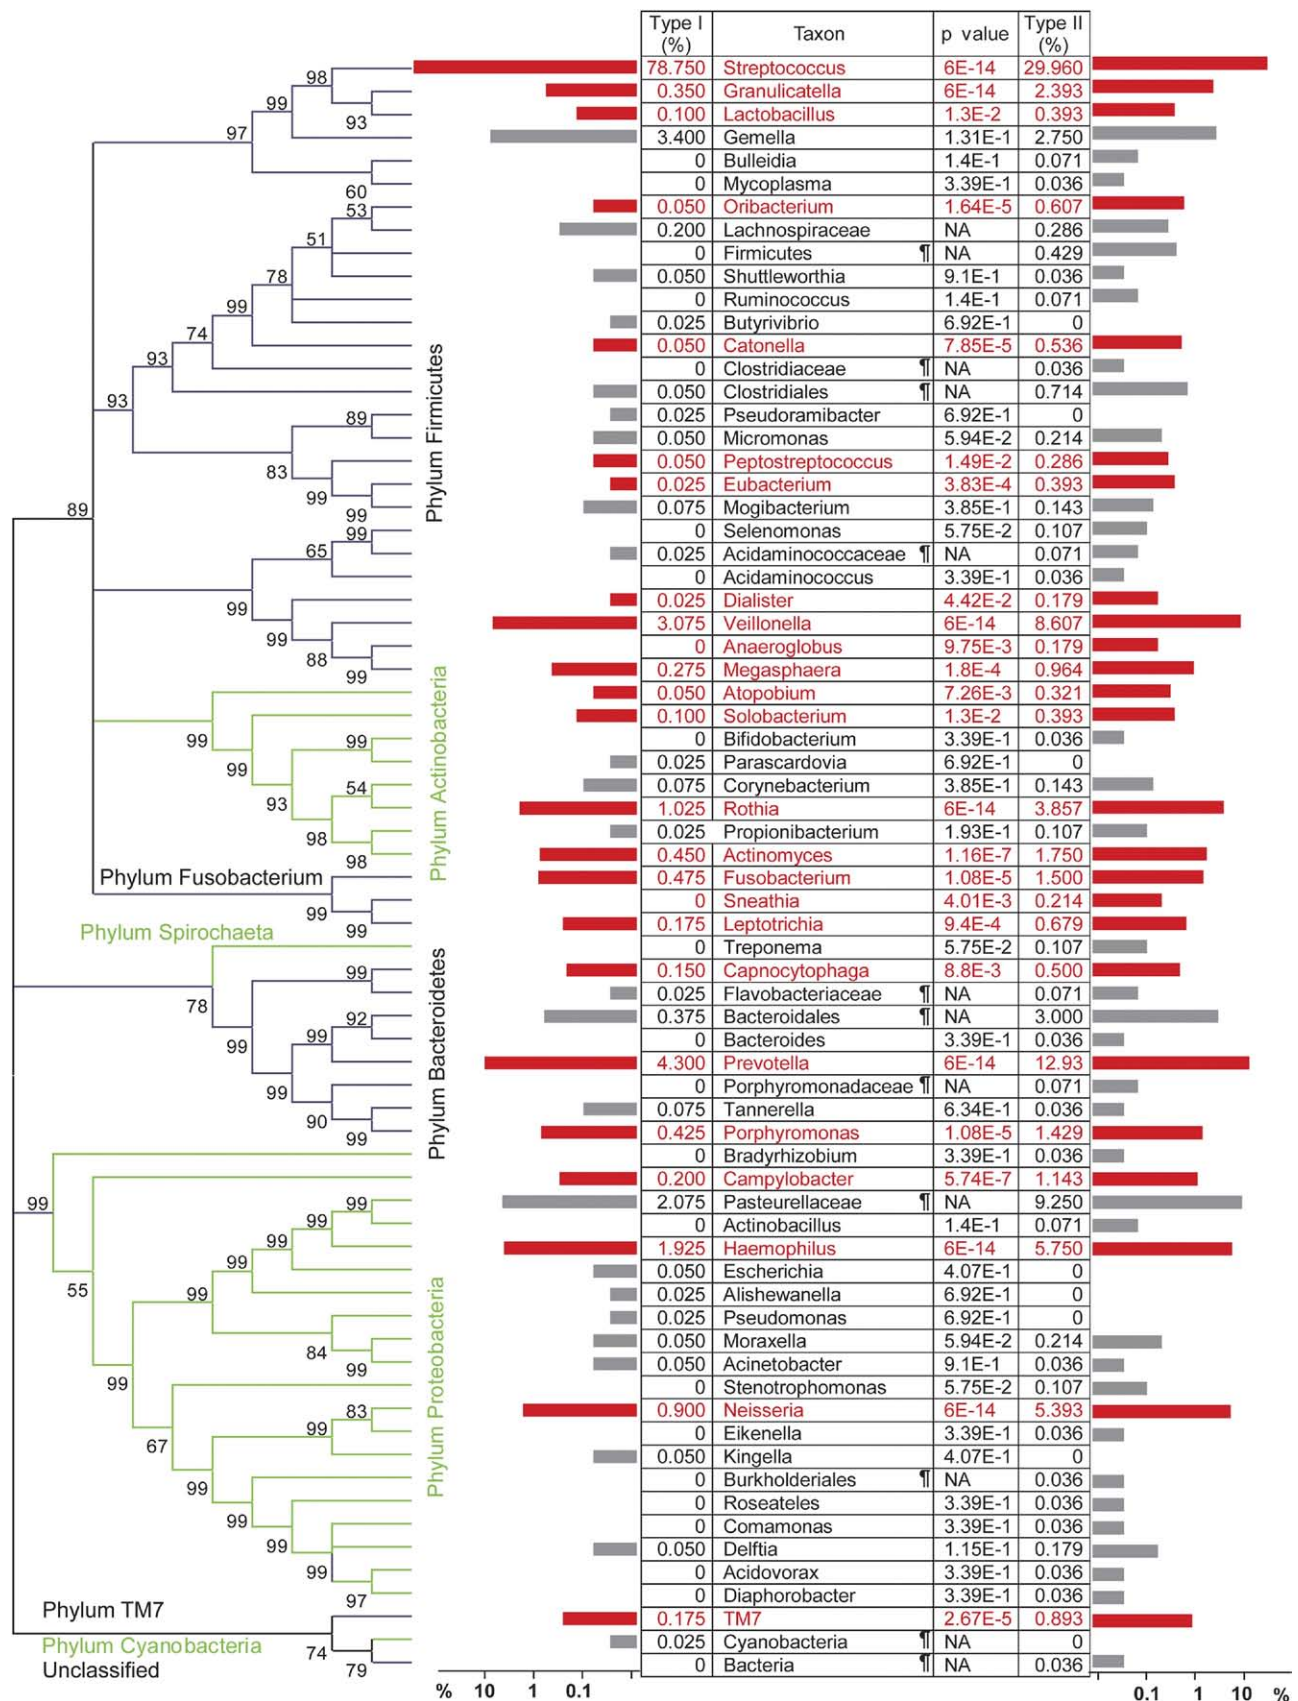 Type I (%) Taxon p value Type II (%)
78.750 Streptococcus 6E-14 29.960
0.350 Granulicatella 6E-14 2.393
0.100 Lactobacillus 1.3E-2 0.393
3.400 Gemella 1.31E-1 2.750
0 Bulleidia 1.4E-1 0.071
0 Mycoplasma 3.39E-1 0.036
0.050 Oribacterium 1.64E-5 0.607
0.200 Lachnospiraceae NA 0.286
0 Firmicutes ¶ NA 0.429
0.050 Shuttleworthia 9.1E-1 0.036
0 Ruminococcus 1.4E-1 0.071
0.025 Butyrivibrio 6.92E-1 0
0.050 Catonella 7.85E-5 0.536
0 Clostridiaceae ¶ NA 0.036
0.050 Clostridiales ¶ NA 0.714
0.025 Pseudoramibacter 6.92E-1 0
0.050 Micromonas 5.94E-2 0.214
0.050 Peptostreptococcus 1.49E-2 0.286
0.025 Eubacterium 3.83E-4 0.393
0.075 Mogibacterium 3.85E-1 0.143
0 Selenomonas 5.75E-2 0.107
0.025 Acidaminococcaceae ¶ NA 0.071
0 Acidaminococcus 3.39E-1 0.036
0.025 Dialister 4.42E-2 0.179
3.075 Veillonella 6E-14 8.607
0 Anaeroglobus 9.75E-3 0.179
0.275 Megasphaera 1.8E-4 0.964
0.050 Atopobium 7.26E-3 0.321
0.100 Solobacterium 1.3E-2 0.393
0 Bifidobacterium 3.39E-1 0.036
0.025 Parascardovia 6.92E-1 0
0.075 Corynebacterium 3.85E-1 0.143
1.025 Rothia 6E-14 3.857
0.025 Propionibacterium 1.93E-1 0.107
0.450 Actinomyces 1.16E-7 1.750
0.475 Fusobacterium 1.08E-5 1.500
0 Sneathia 4.01E-3 0.214
0.175 Leptotrichia 9.4E-4 0.679
0 Treponema 5.75E-2 0.107
0.150 Capnocytophaga 8.8E-3 0.500
0.025 Flavobacteriaceae ¶ NA 0.071
0.375 Bacteroidales ¶ NA 3.000
0 Bacteroides 3.39E-1 0.036
4.300 Prevotella 6E-14 12.93
0 Porphyromonadaceae ¶ NA 0.071
0.075 Tannerella 6.34E-1 0.036
0.425 Porphyromonas 1.08E-5 1.429
0 Bradyrhizobium 3.39E-1 0.036
0.200 Campylobacter 5.74E-7 1.143
2.075 Pasteurellaceae ¶ NA 9.250
0 Actinobacillus 1.4E-1 0.071
1.925 Haemophilus 6E-14 5.750
0.050 Escherichia 4.07E-1 0
0.025 Alishewanella 6.92E-1 0
0.025 Pseudomonas 6.92E-1 0
0.050 Moraxella 5.94E-2 0.214
0.050 Acinetobacter 9.1E-1 0.036
0 Stenotrophomonas 5.75E-2 0.107
0.900 Neisseria 6E-14 5.393
0 Eikenella 3.39E-1 0.036
0.050 Kingella 4.07E-1 0
0 Burkholderiales ¶ NA 0.036
0 Roseateles 3.39E-1 0.036
0 Comamonas 3.39E-1 0.036
0.050 Delftia 1.15E-1 0.179
0 Acidovorax 3.39E-1 0.036
0 Diaphorobacter 3.39E-1 0.036
0.175 TM7 2.67E-5 0.893
0.025 Cyanobacteria ¶ NA 0
0 Bacteria ¶ NA 0.036
% 10 1 0.1
0.1 1 10 %
Phylum Firmicutes
Phylum Actinobacteria
Phylum Fusobacterium
Phylum Spirochaeta
Phylum Bacteroidetes
Phylum Proteobacteria
Phylum TM7
Phylum Cyanobacteria
Unclassified
98
99
93
97
60
53
51
78
99
74
93
93
89
83
99
99
89
99
65
99
99
88
99
99
99
99
54
93
98
98
99
99
99
78
92
99
99
99
90
99
99
99
99
99
99
99
55
84
99
99
83
99
67
99
99
99
99
97
74
79